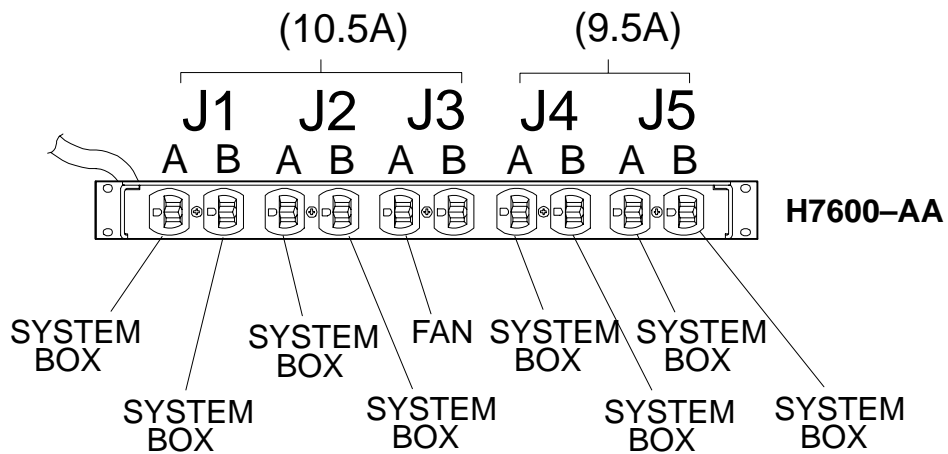 (10.5A) (9.5A)
J1 J2 J3 J4 J5
A B A B A B A B A B
H7600–AA
SYSTEM
BOX
SYSTEM
BOX
SYSTEM
BOX
SYSTEM
BOX
FAN
SYSTEM
BOX
SYSTEM
BOX
SYSTEM
BOX
SYSTEM
BOX